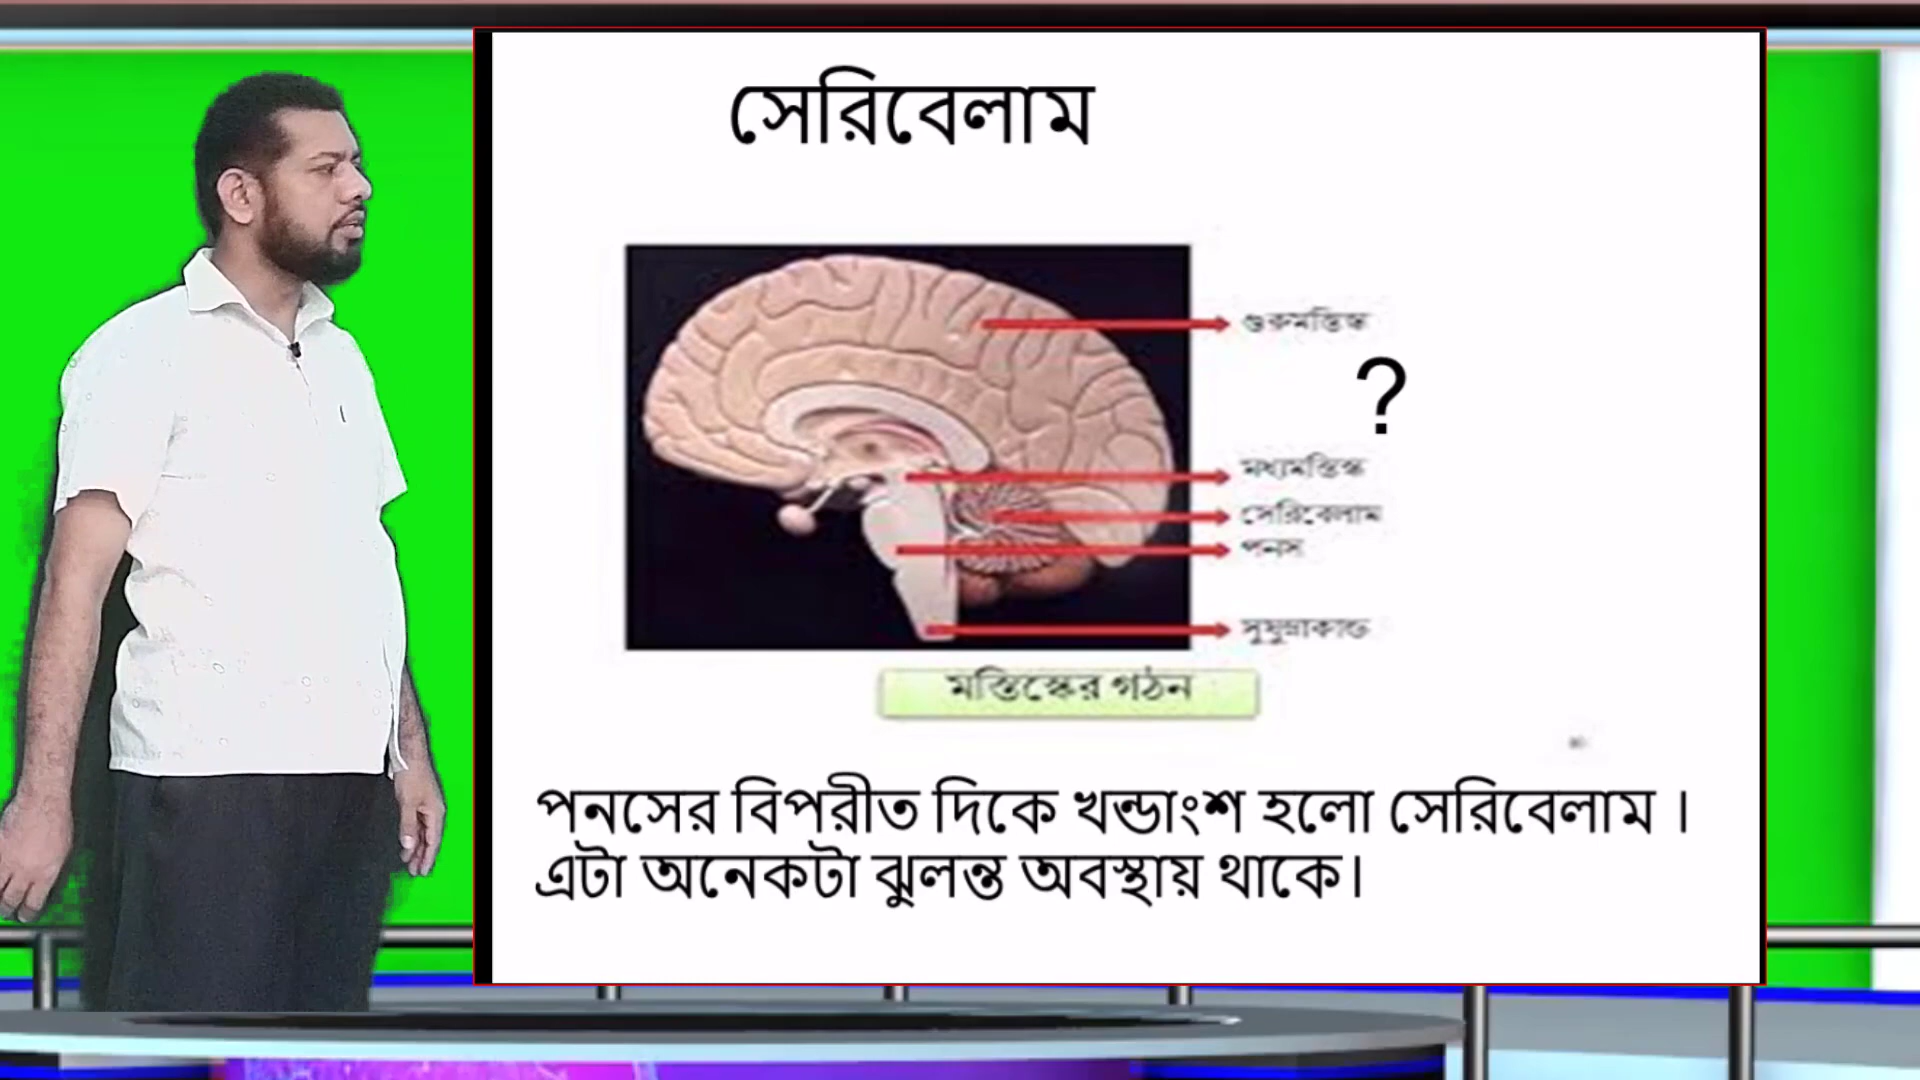 সেরিবেলাম
গুরুমস্তিষ্ক
?
মধ্যমস্তিষ্ক
সেরিবেলাম
পনস
সুষুম্নাকান্ড
মস্তিস্কের গঠন
পনসের বিপরীত দিকে খন্ডাংশ হলো সেরিবেলাম ।
এটা অনেকটা ঝুলন্ত অবস্থায় থাকে।